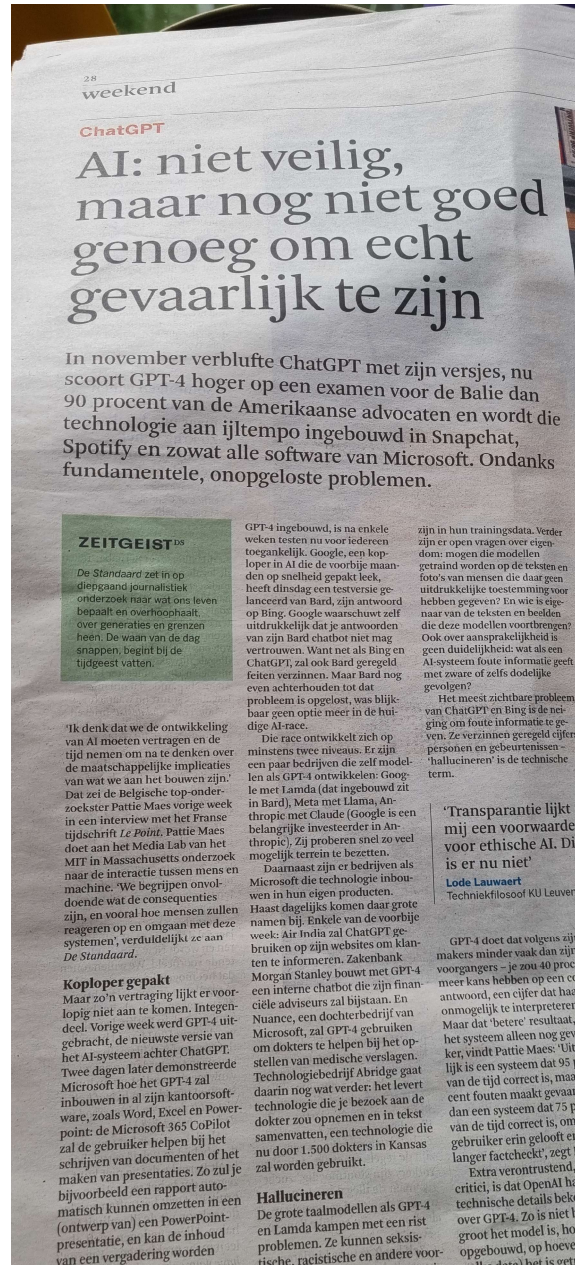 28
weekend
ChatGPT
AI: niet veilig,
maar nog niet goed
genoeg om echt
gevaarlijk te zijn
In november verblufte ChatGPT met zijn versjes, nu
scoort GPT-4 hoger op een examen voor de Balie dan
90 procent van de Amerikaanse advocaten en wordt die
technologie aan ijltempo ingebouwd in Snapchat,
Spotify en zowat alle software van Microsoft. Ondanks
fundamentele, onopgeloste problemen.
ZEITGEIST DS
De Standaard zet in op
diepgaand journalistiek
onderzoek naar wat ons leven
bepaalt en overhoophaalt,
over generaties en grenzen
heen. De waan van de dag
snappen, begint bij de
tijdgeest vatten.
'Ik denk dat we de ontwikkeling
van AI moeten vertragen en de
tijd nemen om na te denken over
de maatschappelijke implicaties
van wat we aan het bouwen zijn.'
Dat zei de Belgische top-onder-
zoekster Pattie Maes vorige week
in een interview met het Franse
tijdschrift Le Point. Pattie Maes
doet aan het Media Lab van het
MIT in Massachusetts onderzoek
naar de interactie tussen mens en
machine. 'We begrijpen onvol-
doende wat de consequenties
zijn, en vooral hoe mensen zullen
reageren op en omgaan met deze
systemen', verduidelijkt ze aan
De Standaard.
Koploper gepakt
Maar zo'n vertraging lijkt er voor-
lopig niet aan te komen. Integen-
deel. Vorige week werd GPT-4 uit-
gebracht, de nieuwste versie van
het AI-systeem achter ChatGPT.
Twee dagen later demonstreerde
Microsoft hoe het GPT-4 zal
inbouwen in al zijn kantoorsoft-
ware, zoals Word, Excel en Power-
point: de Microsoft 365 CoPilot
zal de gebruiker helpen bij het
schrijven van documenten of het
maken van presentaties. Zo zul je
bijvoorbeeld een rapport auto-
matisch kunnen omzetten in een
(ontwerp van) een PowerPoint-
presentatie, en kan de inhoud
van een vergadering worden
GPT-4 ingebouwd, is na enkele
weken testen nu voor iedereen
toegankelijk. Google, een kop-
loper in AI die de voorbije maan-
den op snelheid gepakt leek,
heeft dinsdag een testversie ge-
lanceerd van Bard, zijn antwoord
op Bing. Google waarschuwt zelf
uitdrukkelijk dat je antwoorden
van zijn Bard chatbot niet mag
vertrouwen. Want net als Bing en
ChatGPT, zal ook Bard geregeld
feiten verzinnen. Maar Bard nog
even achterhouden tot dat
probleem is opgelost, was blijk-
baar geen optie meer in de hui-
dige AI-race.
Die race ontwikkelt zich op
minstens twee niveaus. Er zijn
een paar bedrijven die zelf model-
len als GPT-4 ontwikkelen: Goog-
le met Lamda (dat ingebouwd zit
in Bard), Meta met Llama, An-
thropic met Claude (Google is een
belangrijke investeerder in An-
thropic). Zij proberen snel zo veel
mogelijk terrein te bezetten.
Daarnaast zijn er bedrijven als
Microsoft die technologie inbou-
wen in hun eigen producten.
Haast dagelijks komen daar grote
namen bij. Enkele van de voorbije
week: Air India zal ChatGPT ge-
bruiken op zijn websites om klan-
ten te informeren. Zakenbank
Morgan Stanley bouwt met GPT-4
een interne chatbot die zijn finan-
ciële adviseurs zal bijstaan. En
Nuance, een dochterbedrijf van
Microsoft, zal GPT-4 gebruiken
om dokters te helpen bij het op-
stellen van medische verslagen.
Technologiebedrijf Abridge gaat
daarin nog wat verder: het levert
technologie die je bezoek aan de
dokter zou opnemen en in tekst
samenvatten, een technologie die
nu door 1.500 dokters in Kansas
zal worden gebruikt.
Hallucineren
De grote taalmodellen als GPT-4
en Lamda kampen met een rist
problemen. Ze kunnen seksis-
tische, racistische en andere voor-
zijn in hun trainingsdata. Verder
zijn er open vragen over eigen-
dom: mogen die modellen
getraind worden op de teksten en
foto's van mensen die daar geen
uitdrukkelijke toestemming voor
hebben gegeven? En wie is eige-
naar van de teksten en beelden
die deze modellen voortbrengen?
Ook over aansprakelijkheid is
geen duidelijkheid: wat als een
AI-systeem foute informatie geeft
met zware of zelfs dodelijke
gevolgen?
Het meest zichtbare probleem
van ChatGPT en Bing is de nei-
ging om foute informatie te ge-
ven. Ze verzinnen geregeld cijfers
personen en gebeurtenissen –
'hallucineren' is de technische
term.
'Transparantie lijkt
mij een voorwaarde
voor ethische AI. Di
is er nu niet'
Lode Lauwaert
Techniekfilosoof KU Leuven
GPT-4 doet dat volgens zij
makers minder vaak dan zijn
voorgangers – je zou 40 proc
meer kans hebben op een co
antwoord, een cijfer dat haa
onmogelijk te interpreteren
Maar dat 'betere' resultaat,
het systeem alleen nog gev
ker, vindt Pattie Maes: 'Uit
lijk is een systeem dat 95 p
van de tijd correct is, maa
cent fouten maakt gevaar
dan een systeem dat 75 p
van de tijd correct is, om
gebruiker erin gelooft en
langer factcheckt', zegt
Extra verontrustend,
critici, is dat OpenAI ha
technische details beke
over GPT-4. Zo is niet b
groot het model is, ho
opgebouwd, op hoeve
data) het is getr